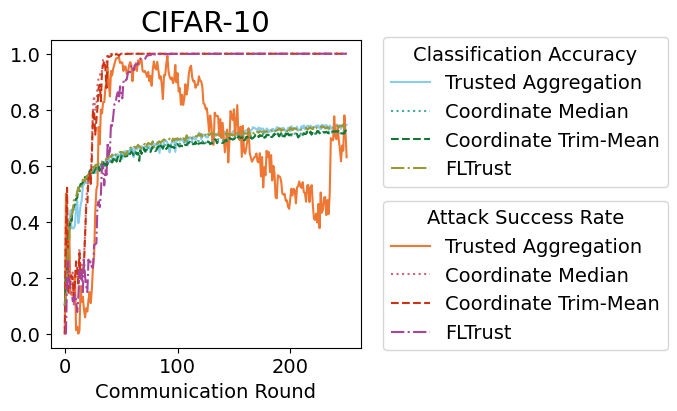 CIFAR-10
1.0
0.8
0.6
0.4
0.2
0.0
0
100
200
Communication Round
Classification Accuracy
Trusted Aggregation
Coordinate Median
Coordinate Trim-Mean
FLTrust
Attack Success Rate
Trusted Aggregation
Coordinate Median
Coordinate Trim-Mean
FLTrust